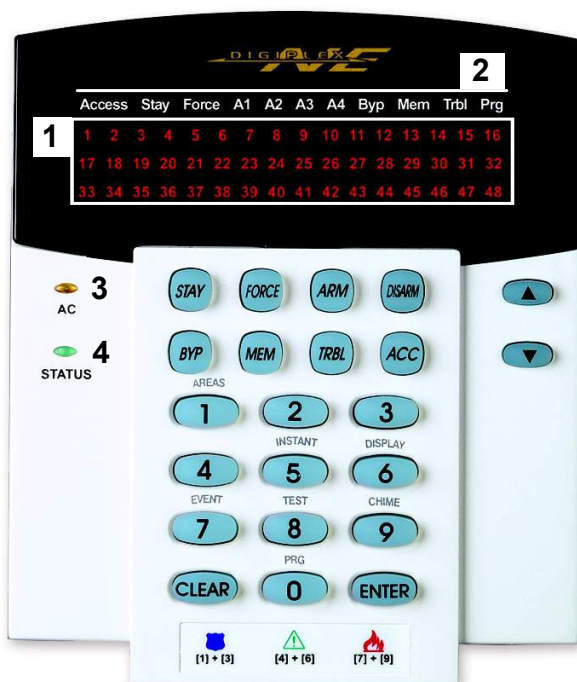 DIGIPLEX
NE
2
Access Stay Force A1 A2 A3 A4 Byp Mem Trbl Prg
1
1 2 3 4 5 6 7 8 9 10 11 12 13 14 15 16
17 18 19 20 21 22 23 24 25 26 27 28 29 30 31 32
33 34 35 36 37 38 39 40 41 42 43 44 45 46 47 48
3
AC
4
STATUS
STAY FORCE ARM DISARM
BYP MEM TRBL ACC
AREAS
1 2 3
INSTANT DISPLAY
4 5 6
EVENT TEST CHIME
7 8 9
PRG
CLEAR 0 ENTER
[1] + [3] [4] + [6] [7] + [9]